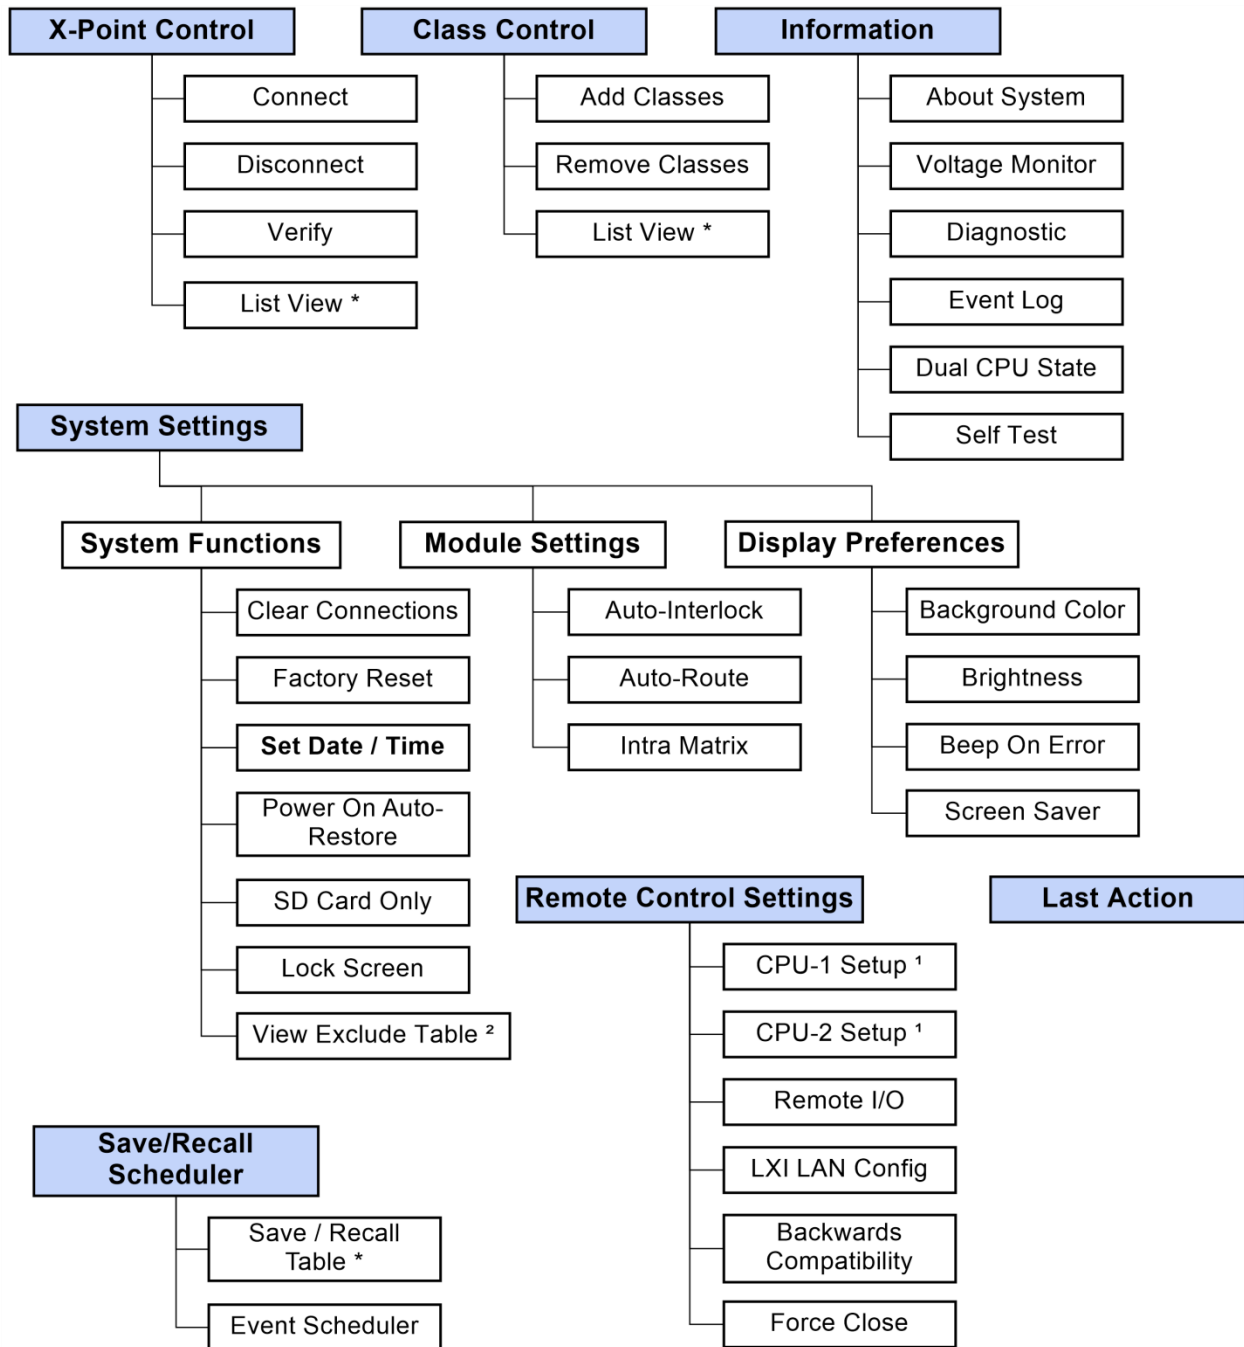 X-Point Control
Connect
Disconnect
Verify
List View *
Class Control
Add Classes
Remove Classes
List View *
Information
About System
Voltage Monitor
Diagnostic
Event Log
Dual CPU State
Self Test
System Settings
System Functions
Clear Connections
Factory Reset
Set Date / Time
Power On Auto-
Restore
SD Card Only
Lock Screen
View Exclude Table ²
Module Settings
Auto-Interlock
Auto-Route
Intra Matrix
Display Preferences
Background Color
Brightness
Beep On Error
Screen Saver
Remote Control Settings
CPU-1 Setup ¹
CPU-2 Setup ¹
Remote I/O
LXI LAN Config
Backwards
Compatibility
Force Close
Last Action
Save/Recall
Scheduler
Save / Recall
Table *
Event Scheduler